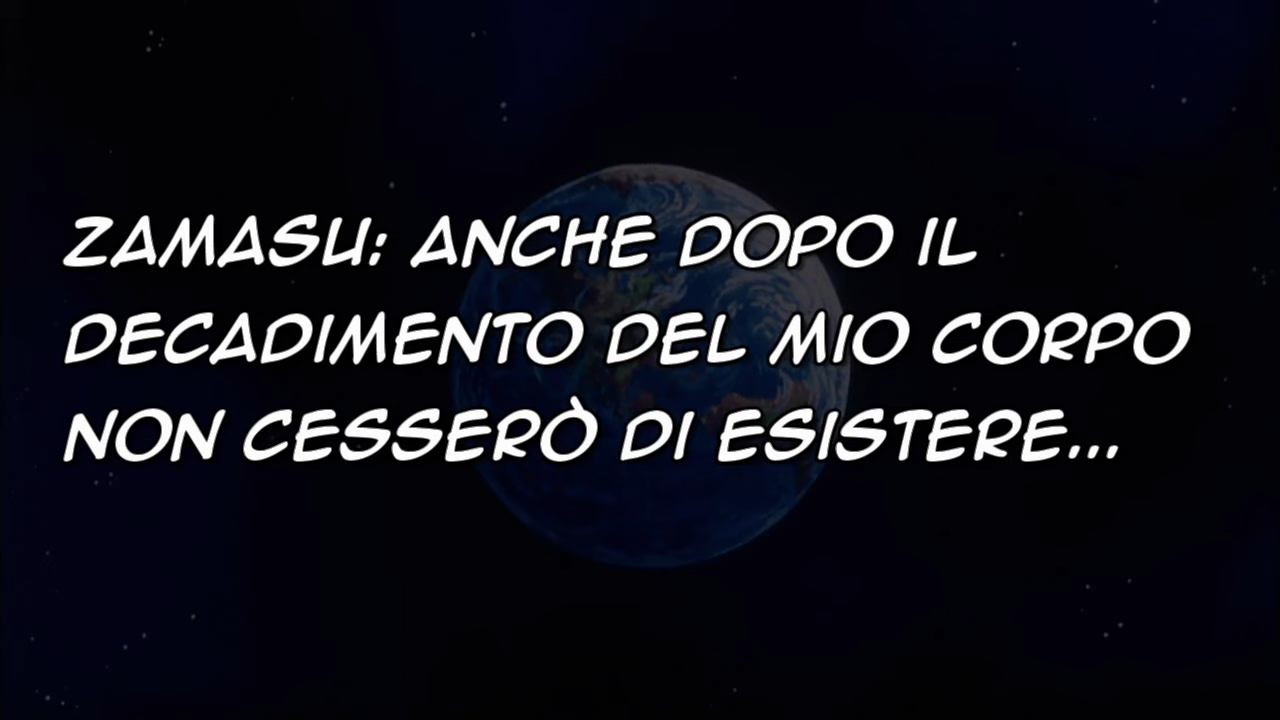 ZAMASU: ANCHE DOPO IL
DECADIMENTO DEL MIO CORPO
NON CESSERÒ DI ESISTERE...